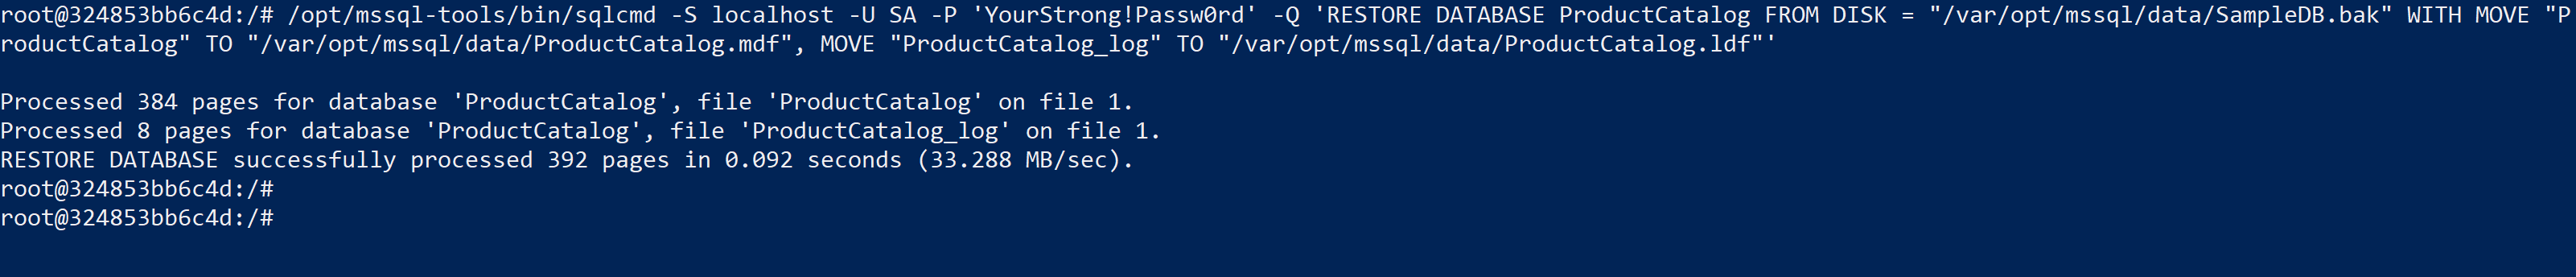 root@324853bb6c4d:/# /opt/mssql-tools/bin/sqlcmd -S localhost -U SA -P 'YourStrong!Passw0rd' -Q 'RESTORE DATABASE ProductCatalog FROM DISK = "/var/opt/mssql/data/SampleDB.bak" WITH MOVE "P
roductCatalog" TO "/var/opt/mssql/data/ProductCatalog.mdf", MOVE "ProductCatalog_log" TO "/var/opt/mssql/data/ProductCatalog.ldf"'
Processed 384 pages for database 'ProductCatalog', file 'ProductCatalog' on file 1.
Processed 8 pages for database 'ProductCatalog', file 'ProductCatalog_log' on file 1.
RESTORE DATABASE successfully processed 392 pages in 0.092 seconds (33.288 MB/sec).
root@324853bb6c4d:/#
root@324853bb6c4d:/#